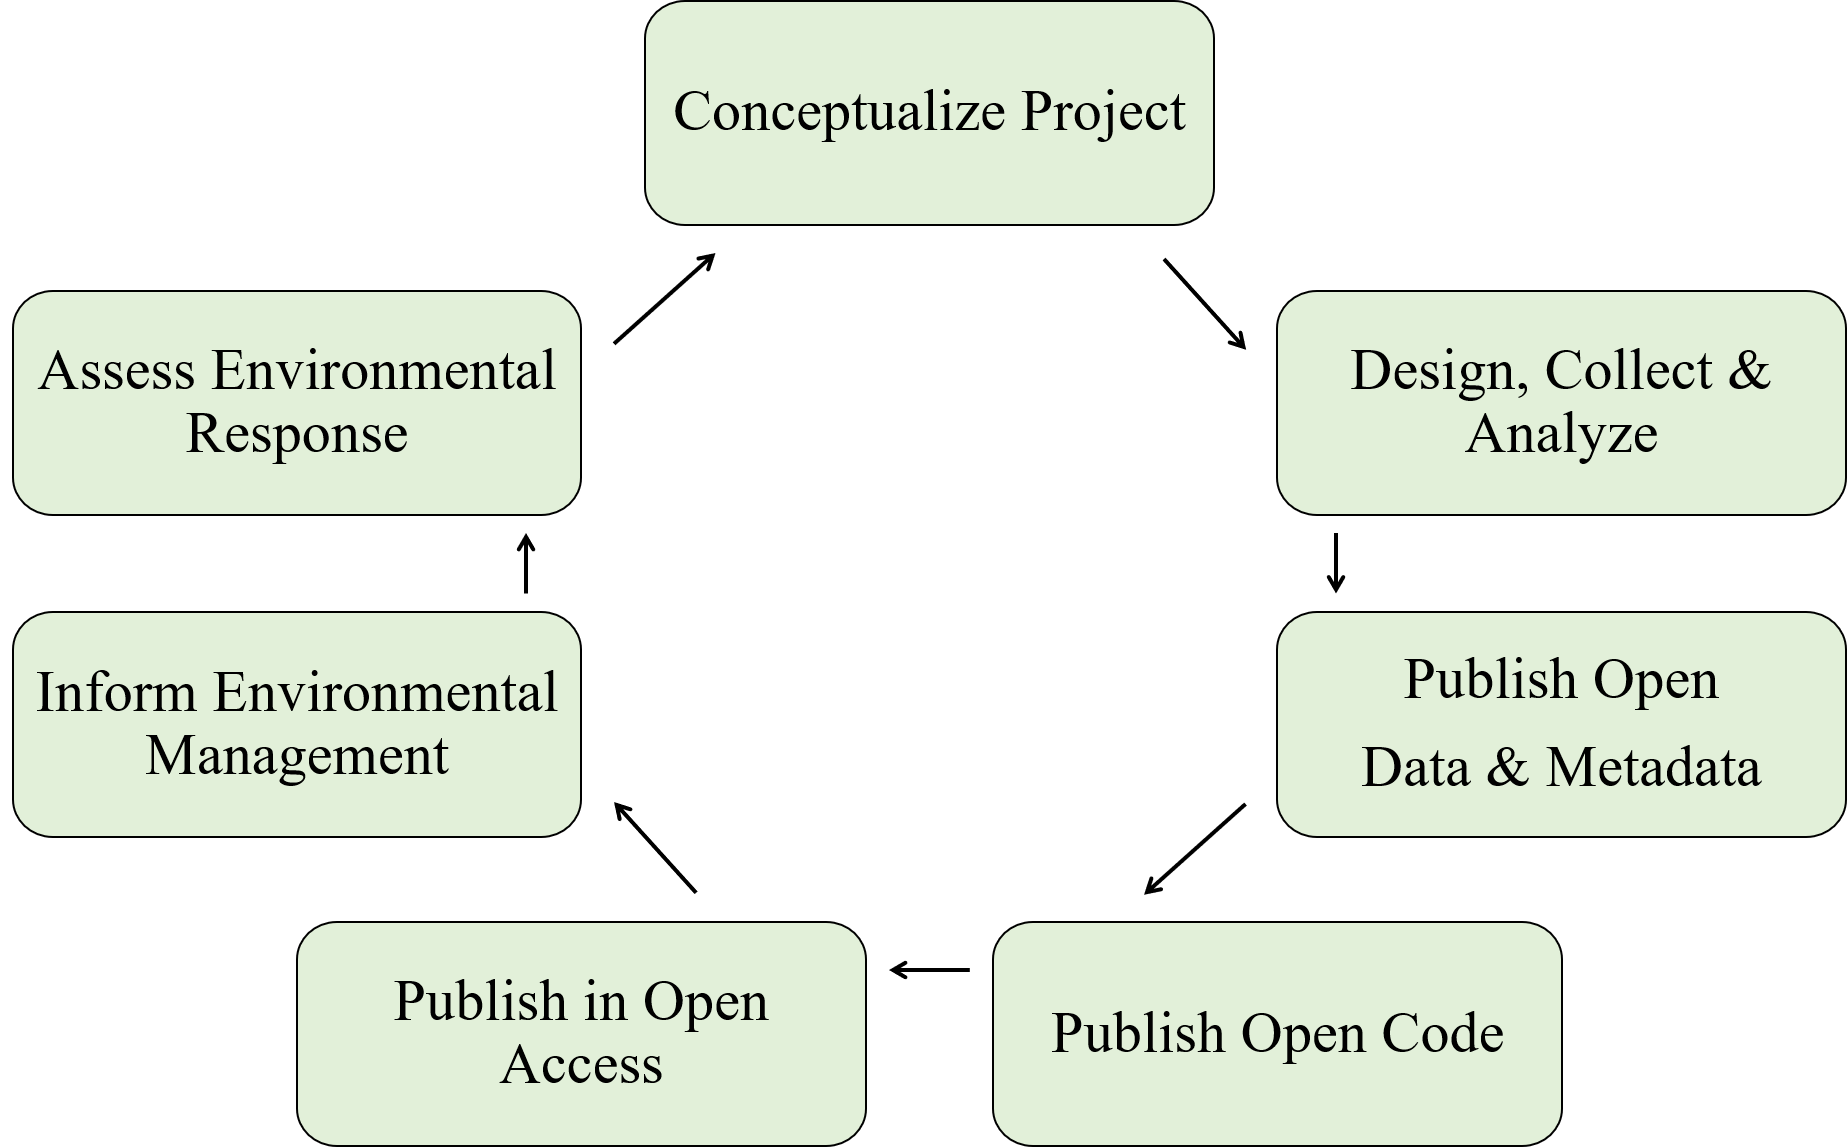 Conceptualize Project
Design, Collect &
Analyze
Publish Open
Data & Metadata
Publish Open Code
Publish in Open
Access
Inform Environmental
Management
Assess Environmental
Response